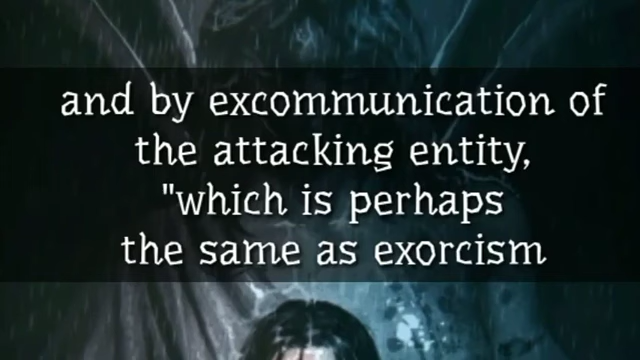 and by excommunication of
the attacking entity,
"which is perhaps
the same as exorcism